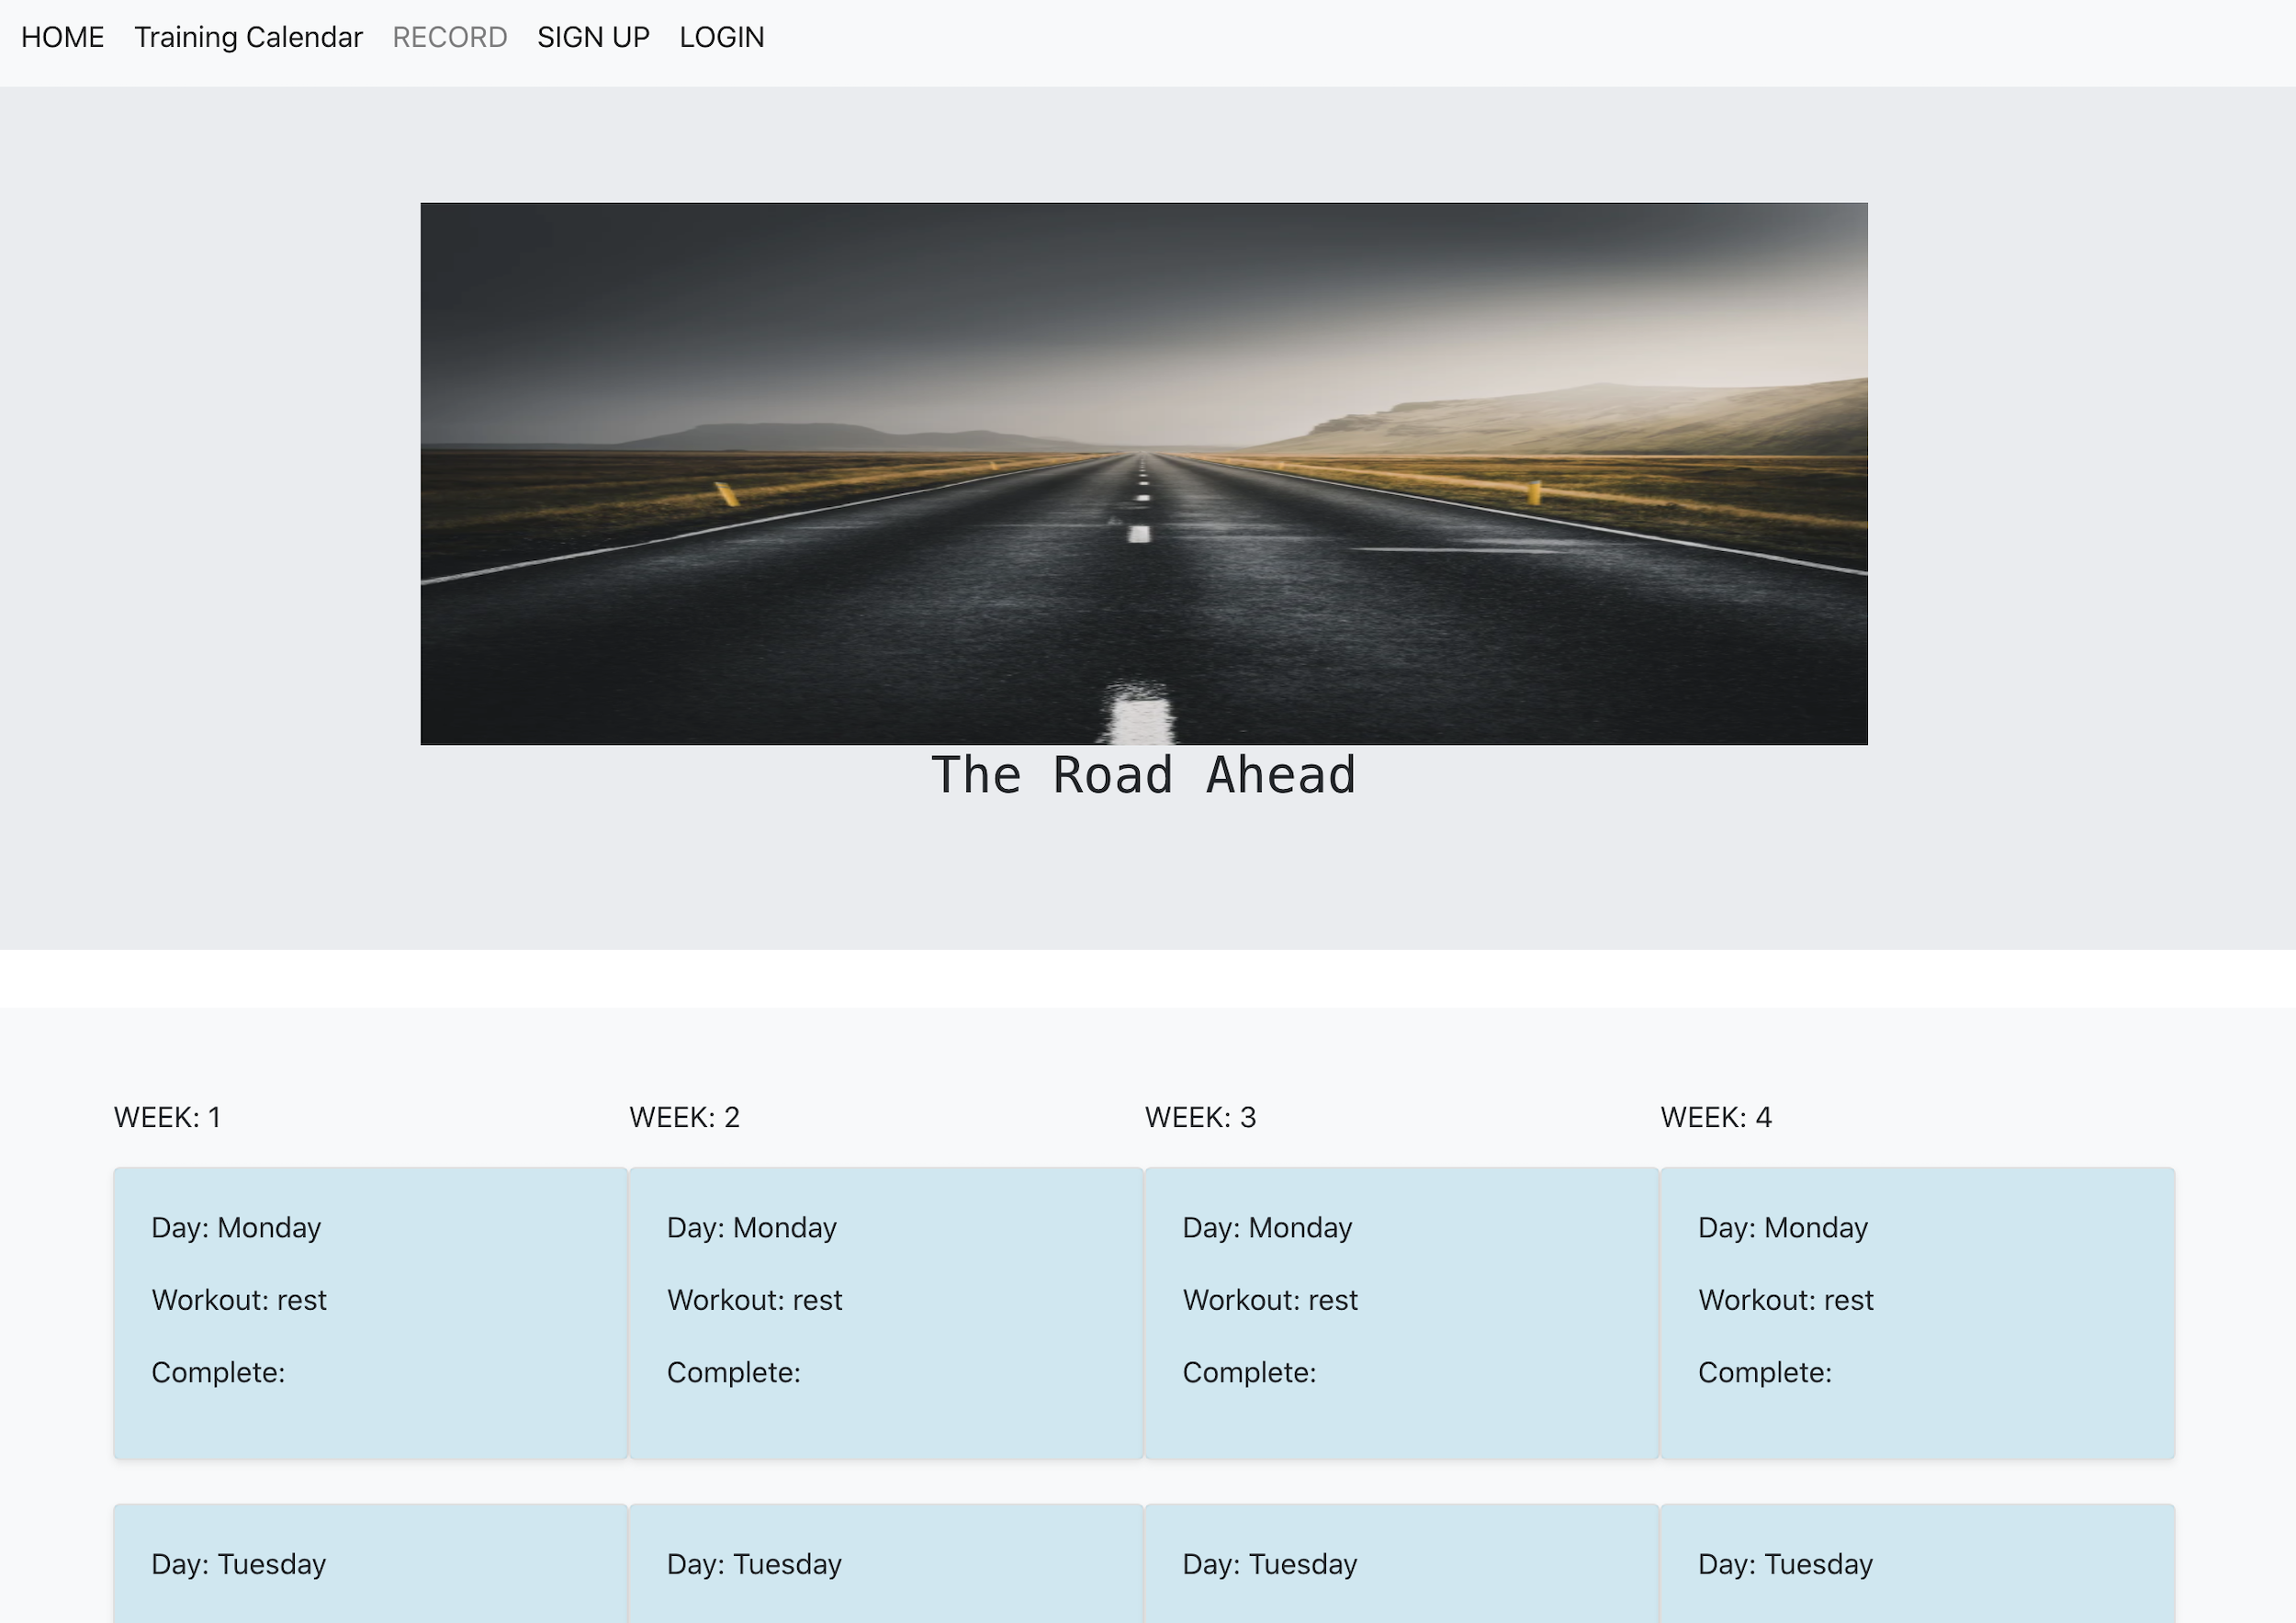 HOME Training Calendar RECORD SIGN UP LOGIN
The Road Ahead
WEEK: 1
Day: Monday
Workout: rest
Complete:
Day: Tuesday
WEEK: 2
Day: Monday
Workout: rest
Complete:
Day: Tuesday
WEEK: 3
Day: Monday
Workout: rest
Complete:
Day: Tuesday
WEEK: 4
Day: Monday
Workout: rest
Complete:
Day: Tuesday